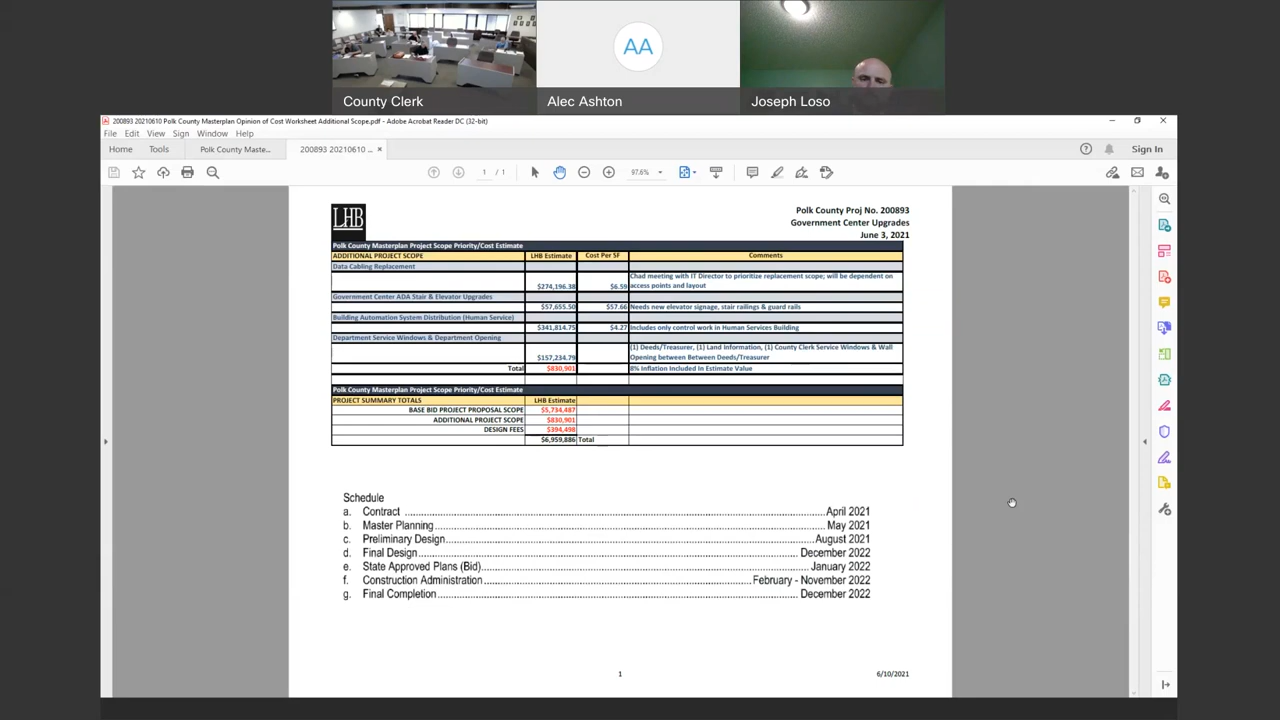 AA
County Clerk
Alec Ashton
Joseph Loso
200893 20210610 Polk County Masterplan Opinion of Cost Worksheet Additional Scope.pdf - Adobe Acrobat Reader DC (32-bit)
File Edit View Sign Window Help
Home Tools Polk County Maste... 200893 20210610 ... × Sign In
1 / 1 97.6%
LHB
Polk County Proj No. 200893
Government Center Upgrades
June 3, 2021
Polk County Masterplan Project Scope Priority/Cost Estimate
ADDITIONAL PROJECT SCOPE LHB Estimate Cost Per SF Comments
Data Cabling Replacement
Chad meeting with IT Director to prioritize replacement scope; will be dependent on
$274,196.38 $6.59 access points and layout
Government Center ADA Stair & Elevator Upgrades
$57,655.50 $57.66 Needs new elevator signage, stair railings & guard rails
Building Automation System Distribution (Human Service)
$341,814.75 $4.27 Includes only control work in Human Services Building
Department Service Windows & Department Opening
(1) Deeds/Treasurer, (1) Land Information, (1) County Clerk Service Windows & Wall
$157,234.79 Opening between Between Deeds/Treasurer
Total $830,901 8% Inflation Included In Estimate Value
Polk County Masterplan Project Scope Priority/Cost Estimate
PROJECT SUMMARY TOTALS LHB Estimate
BASE BID PROJECT PROPOSAL SCOPE $5,734,487
ADDITIONAL PROJECT SCOPE $830,901
DESIGN FEES $394,498
$6,959,886 Total
Schedule
a. Contract ........ April 2021
b. Master Planning ........ May 2021
c. Preliminary Design ........ August 2021
d. Final Design ........ December 2022
e. State Approved Plans (Bid) ........ January 2022
f. Construction Administration ........ February - November 2022
g. Final Completion ........ December 2022
1 6/10/2021